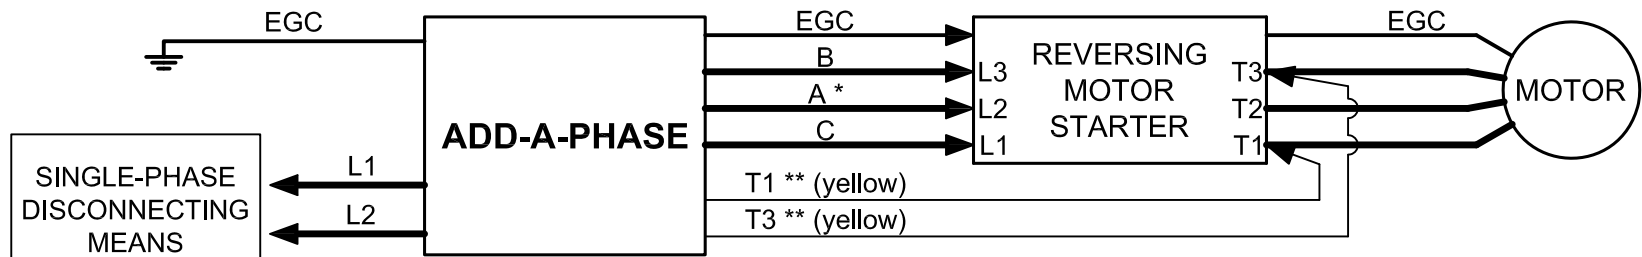 EGC
ADD-A-PHASE
SINGLE-PHASE
DISCONNECTING
MEANS
L1
L2
EGC
B
A *
C
T1 ** (yellow)
T3 ** (yellow)
REVERSING
MOTOR
STARTER
L3
L2
L1
T3
T2
T1
EGC
MOTOR